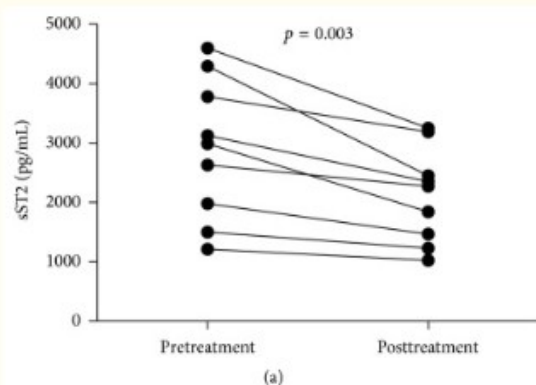 p = 0.003
sST2 (pg/mL)
5000
4000
3000
2000
1000
0
Pretreatment Posttreatment
(a)